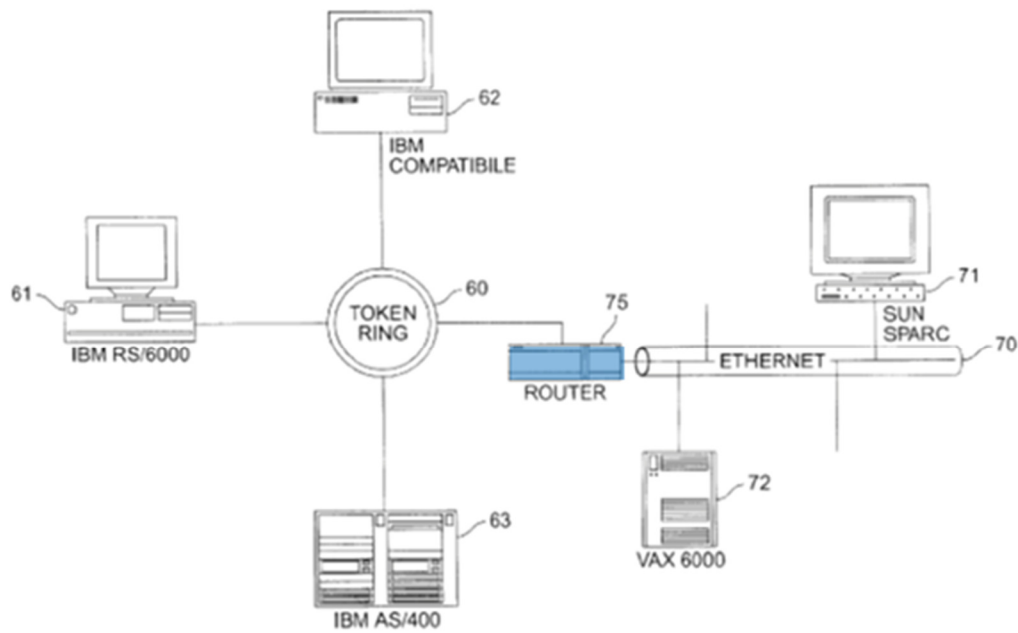 62
IBM
COMPATIBILE
61
IBM RS/6000
60
TOKEN
RING
75
ROUTER
71
SUN
SPARC
ETHERNET
70
63
IBM AS/400
72
VAX 6000